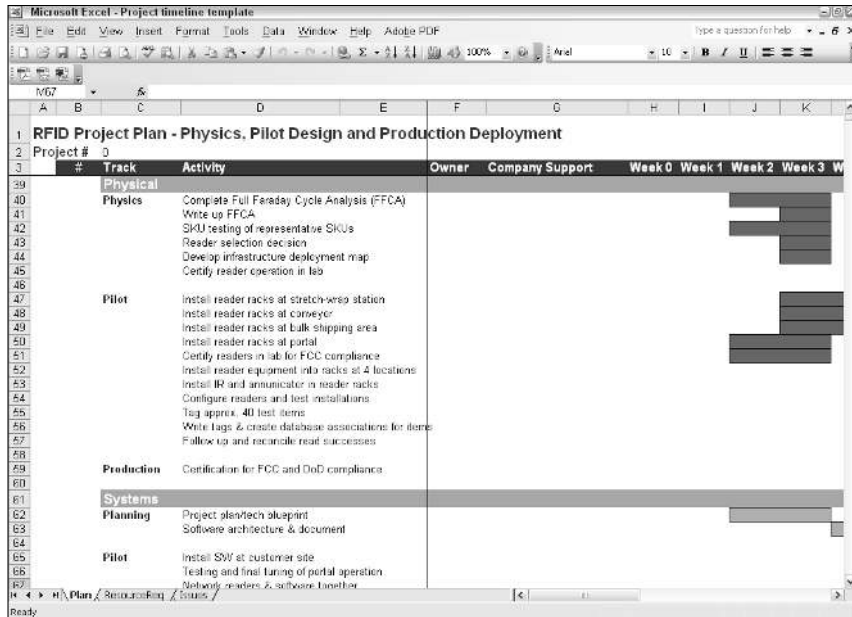 Microsoft Excel - Project timeline template
File Edit View Insert Format Tools Data Window Help Adobe PDF Type a question for help
100% Arial 10 B I U
fx
A B C D E F G H I J K
1 RFID Project Plan - Physics, Pilot Design and Production Deployment
2 Project # 0
3 # Track Activity Owner Company Support Week 0 Week 1 Week 2 Week 3 W
39 Physical
40 Physics Complete Full Faraday Cycle Analysis (FFCA)
41 Write up FFCA
42 SKU testing of representative SKUs
43 Reader selection decision
44 Develop infrastructure deployment map
45 Certify reader operation in lab
46
47 Pilot Install reader racks at stretch-wrap station
48 Install reader racks at conveyor
49 Install reader racks at bulk shipping area
50 Install reader racks at portal
51 Certify readers in lab for FCC compliance
52 Install reader equipment into racks at 4 locations
53 Install IR and annunicator in reader racks
54 Configure readers and test installations
55 Tag approx. 40 test items
56 Write tags & create database associations for items
57 Follow up and reconcile read successes
58
59 Production Certification for FCC and DoD compliance
60
61 Systems
62 Planning Project plan/tech blueprint
63 Software architecture & document
64
65 Pilot Install SW at customer site
66 Testing and final tuning of portal operation
67 Network readers & software together
Plan ResourceReq Issues
Ready